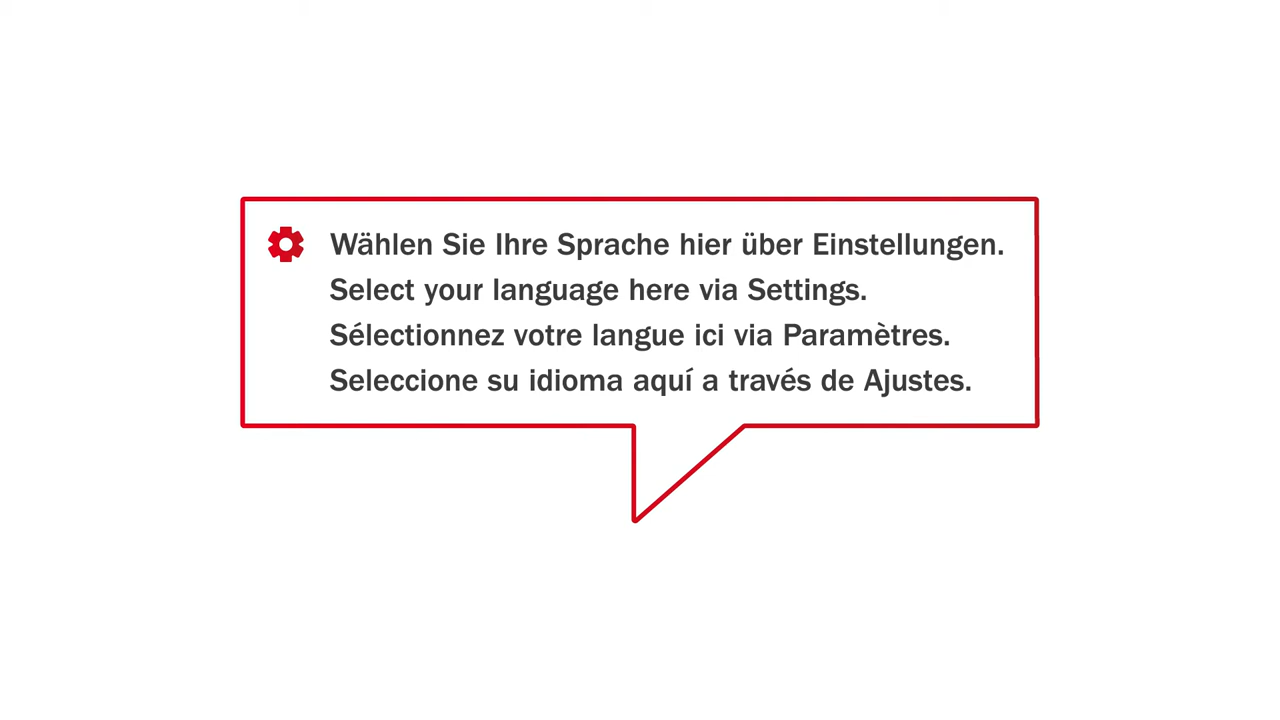 Wählen Sie Ihre Sprache hier über Einstellungen.
Select your language here via Settings.
Sélectionnez votre langue ici via Paramètres.
Seleccione su idioma aquí a través de Ajustes.